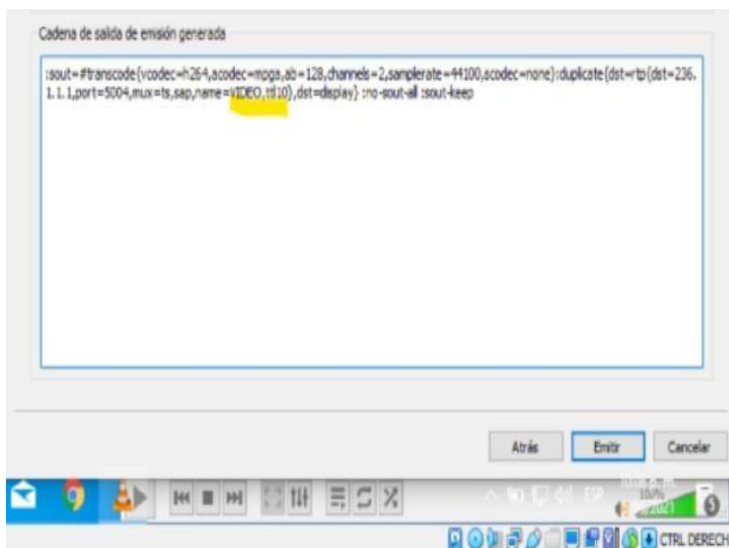 Cadena de salida de emisión generada
:sout=#transcode{vcodec=h264,acodec=mpga,ab=128,channels=2,samplerate=44100,scodec=none}:duplicate{dst=rtp{dst=236.
1.1.1,port=5004,mux=ts,sap,name=VIDEO,ttl10},dst=display} :no-sout-all :sout-keep
Atrás Emitir Cancelar
ESP
100%
3
CTRL DERECH